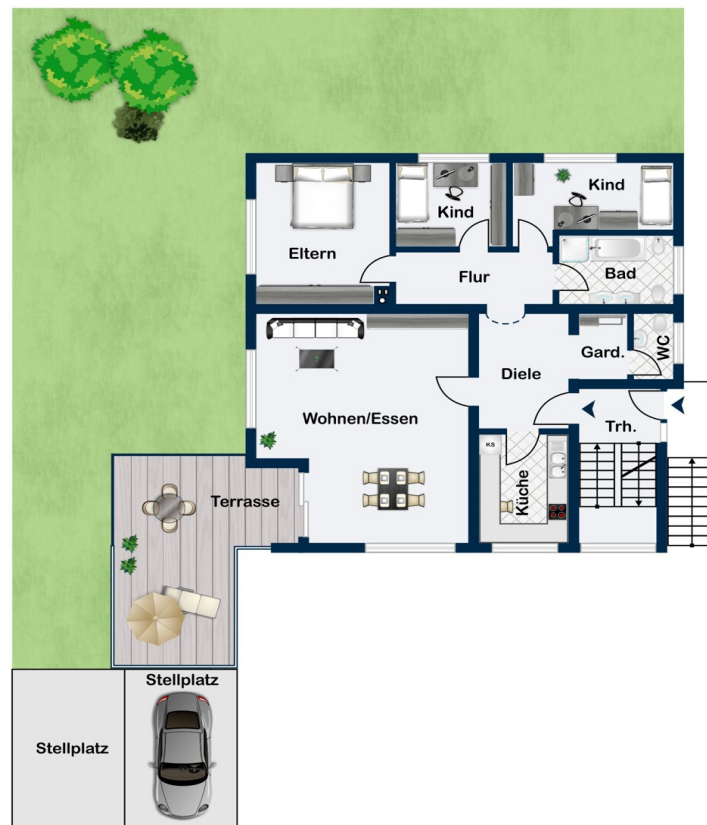 Kind
Kind
Eltern
Flur
Bad
Gard.
WC
Diele
Wohnen/Essen
Trh.
KS
Küche
Terrasse
Stellplatz
Stellplatz